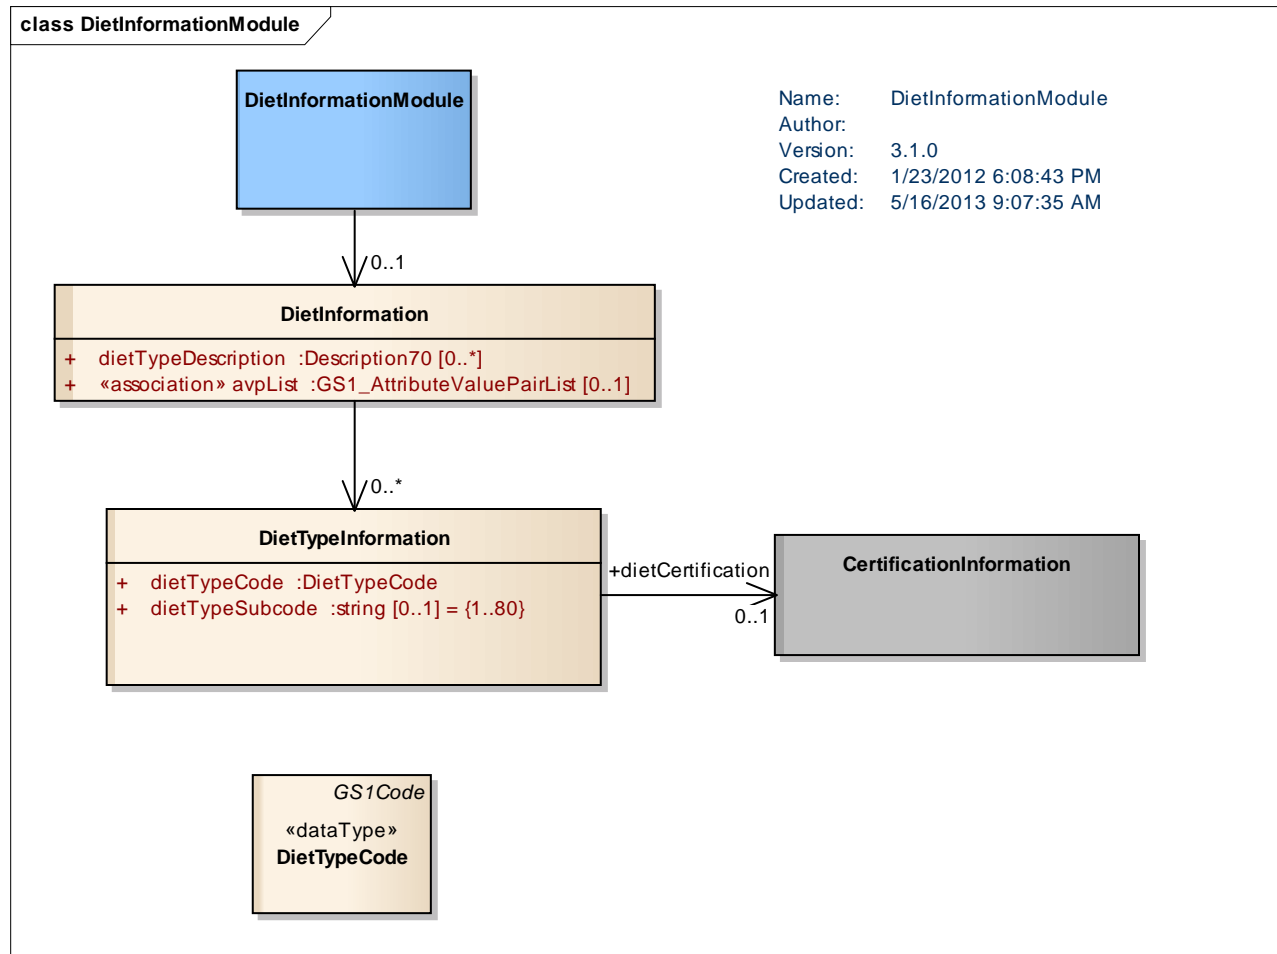 class DietInformationModule
DietInformationModule
Name: DietInformationModule
Author:
Version: 3.1.0
Created: 1/23/2012 6:08:43 PM
Updated: 5/16/2013 9:07:35 AM
0..1
DietInformation
+ dietTypeDescription :Description70 [0..*]
+ «association» avpList :GS1_AttributeValuePairList [0..1]
0..*
DietTypeInformation
+ dietTypeCode :DietTypeCode
+ dietTypeSubcode :string [0..1] = {1..80}
+dietCertification
0..1
CertificationInformation
GS1Code
«dataType»
DietTypeCode